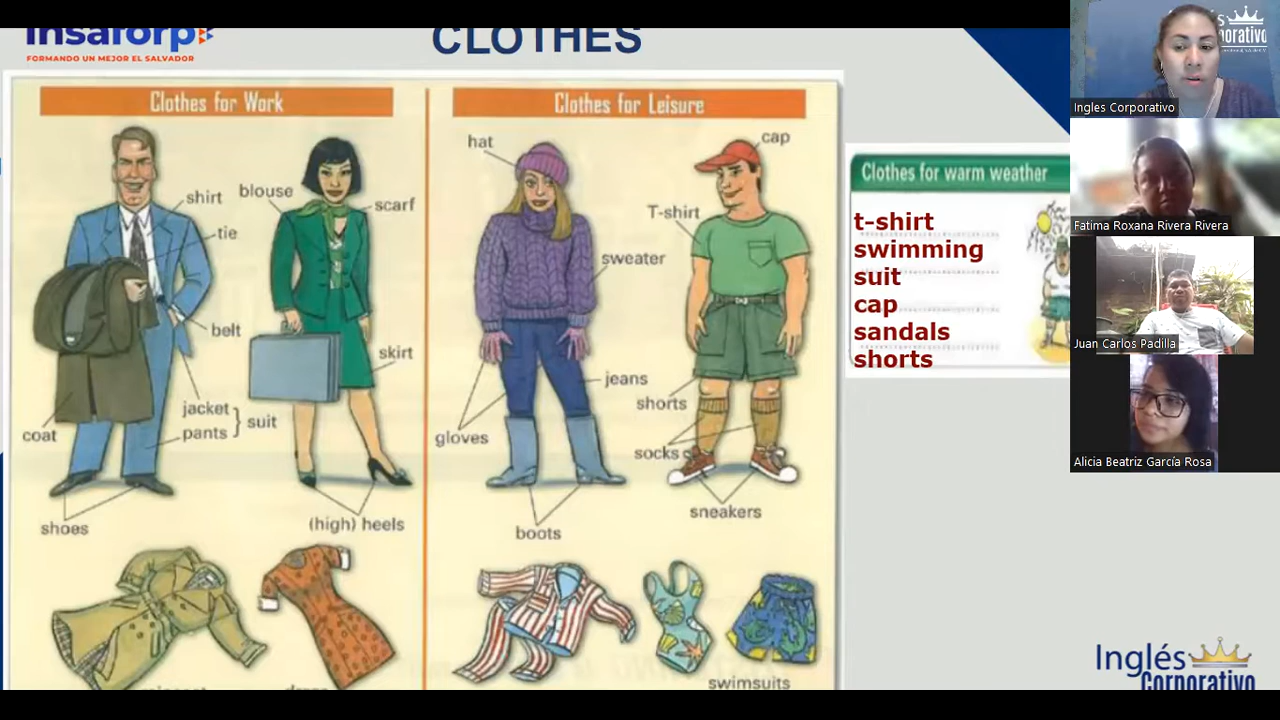 Insaforp
FORMANDO UN MEJOR EL SALVADOR
CLOTHES
Clothes for Work
shirt
blouse
scarf
tie
belt
skirt
jacket
pants
suit
coat
shoes
(high) heels
dress
Clothes for Leisure
hat
cap
T-shirt
sweater
jeans
shorts
gloves
socks
sneakers
boots
swimsuits
Clothes for warm weather
t-shirt
swimming
suit
cap
sandals
shorts
Ingles Corporativo
Fatima Roxana Rivera Rivera
Juan Carlos Padilla
Alicia Beatriz García Rosa
Inglés
Corporativo